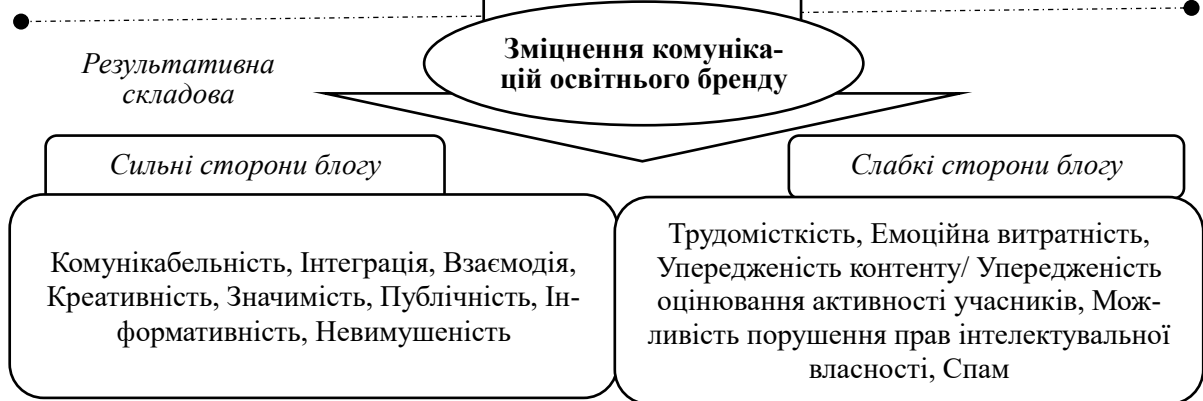 Зміцнення комуніка-
цій освітнього бренду
Результативна
складова
Сильні сторони блогу
Слабкі сторони блогу
Комунікабельність, Інтеграція, Взаємодія,
Креативність, Значимість, Публічність, Ін-
формативність, Невимушеність
Трудомісткість, Емоційна витратність,
Упередженість контенту/ Упередженість
оцінювання активності учасників, Мож-
ливість порушення прав інтелектувальної
власності, Спам